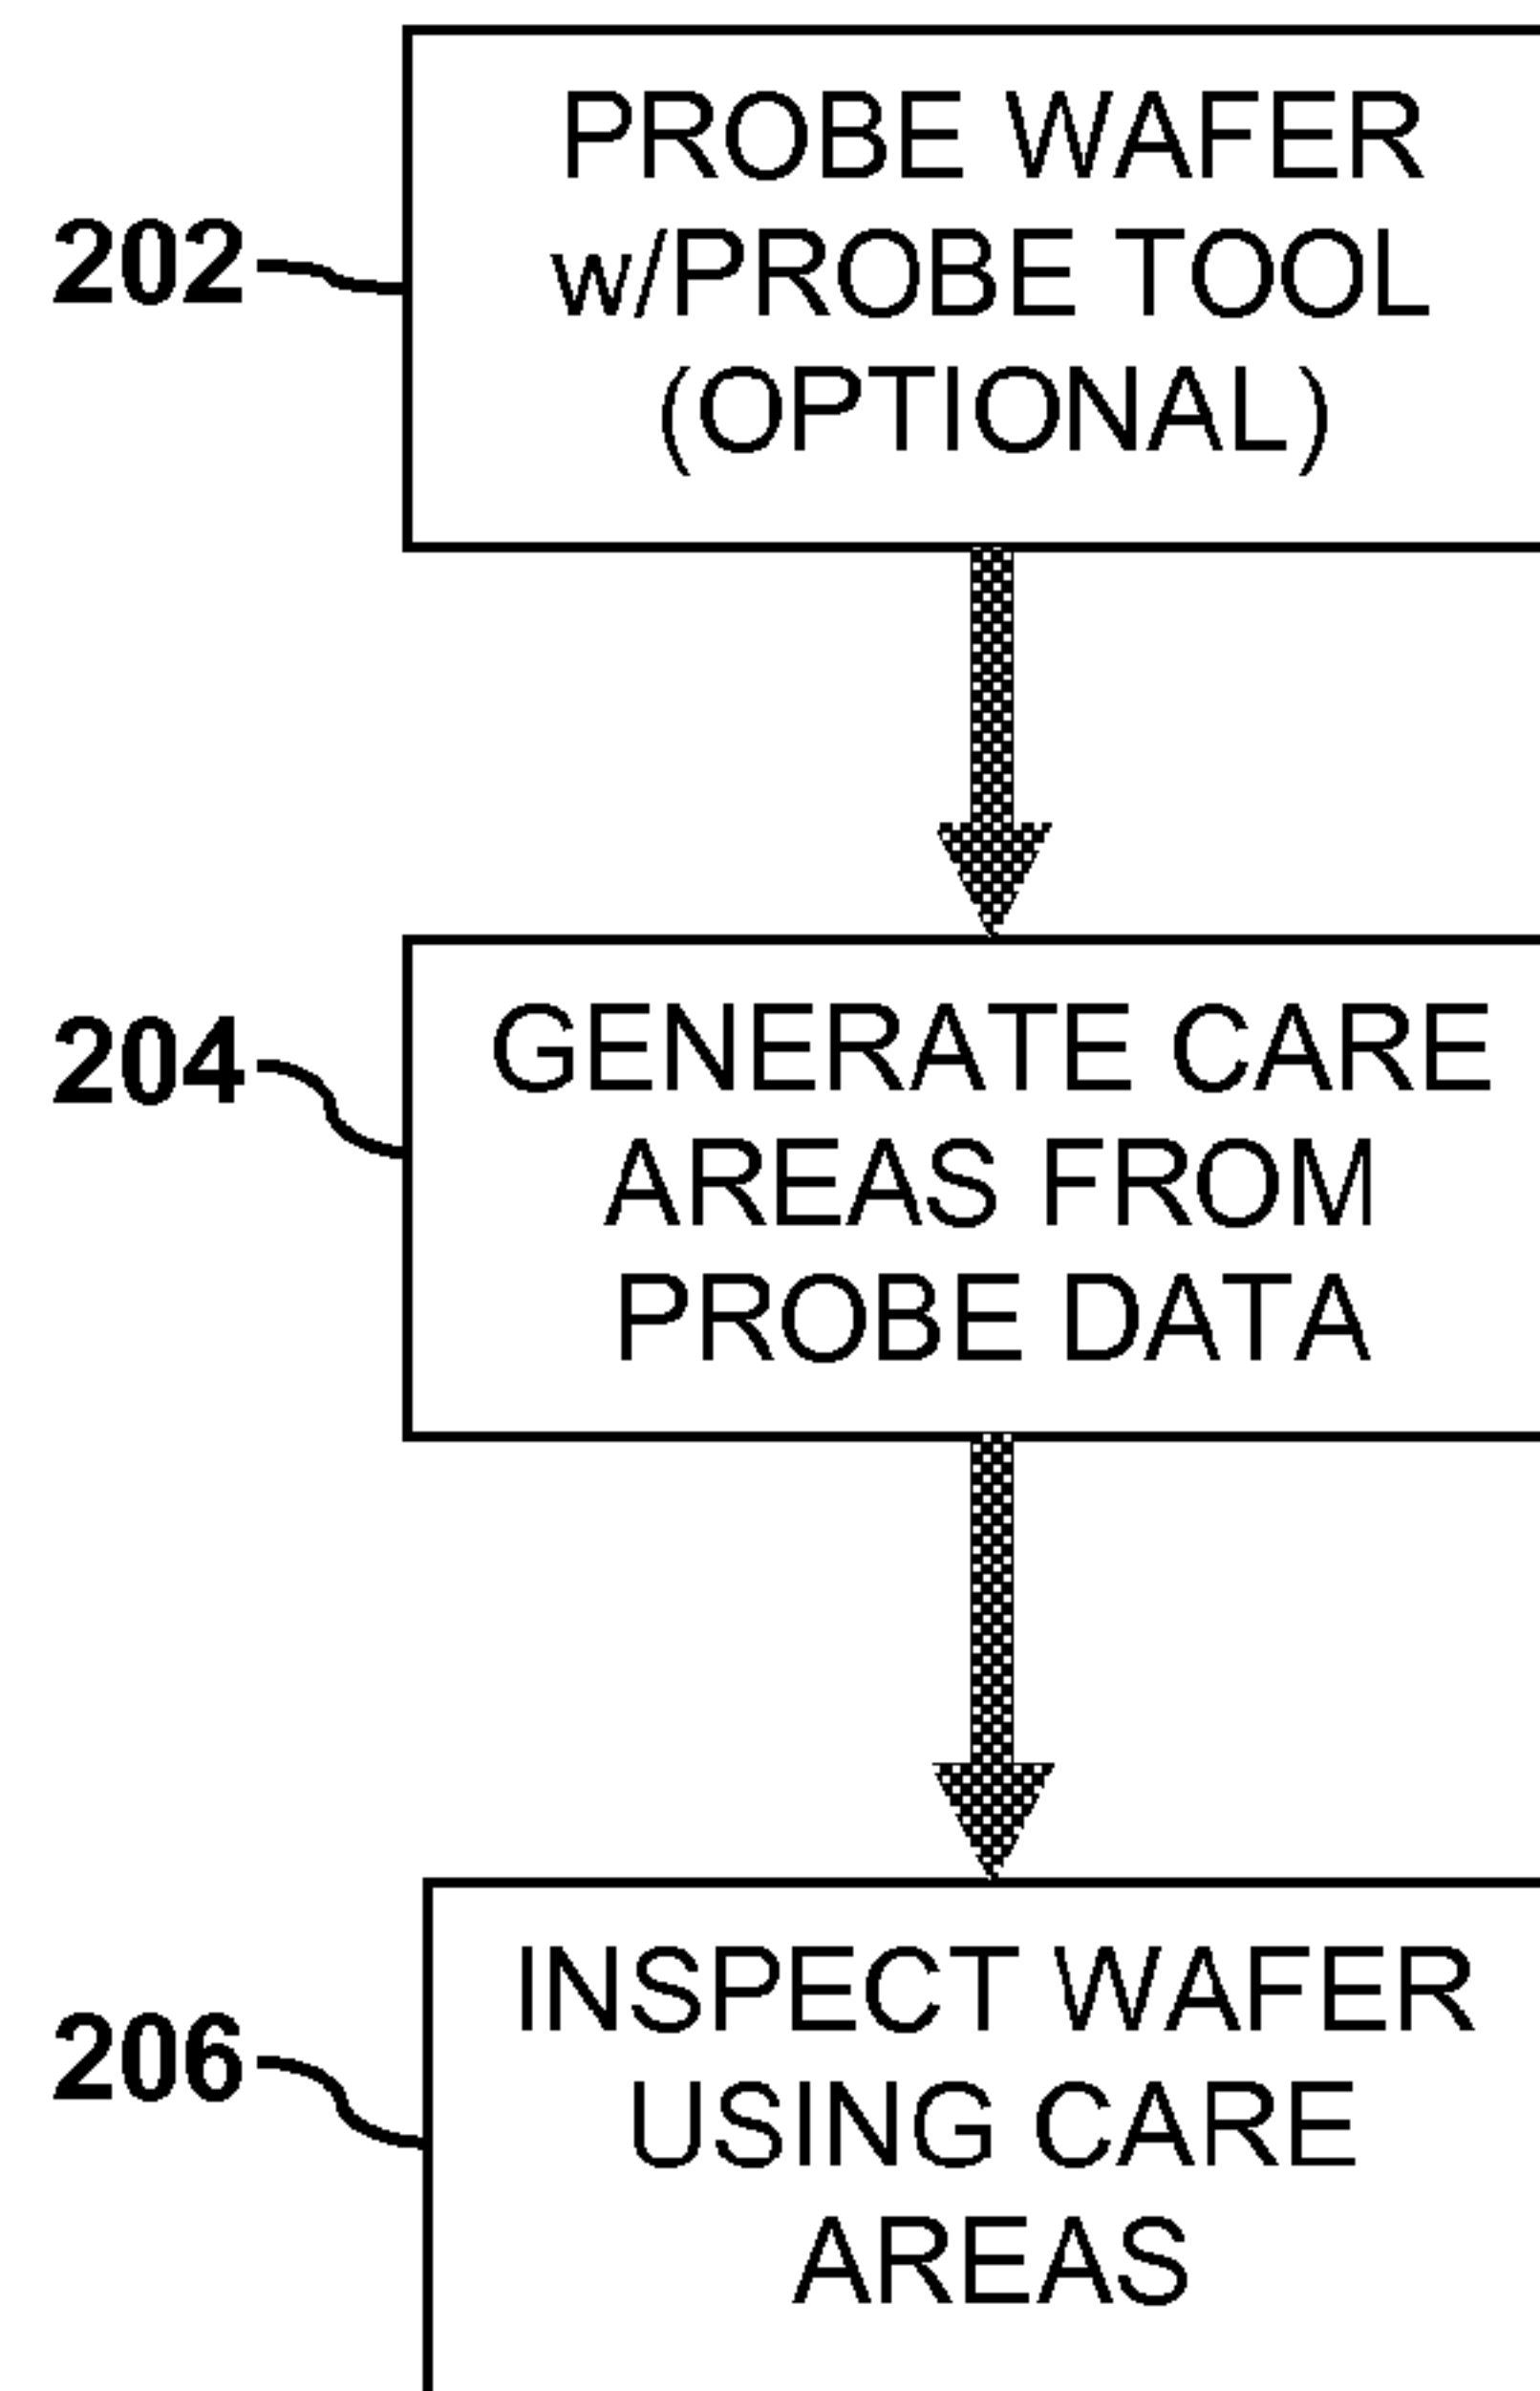 PROBE WAFER
202
w/PROBE TOOL
(OPTIONAL)
GENERATE CARE
204
AREAS FROM
PROBE DATA
INSPECT WAFER
206
USING CARE
AREAS